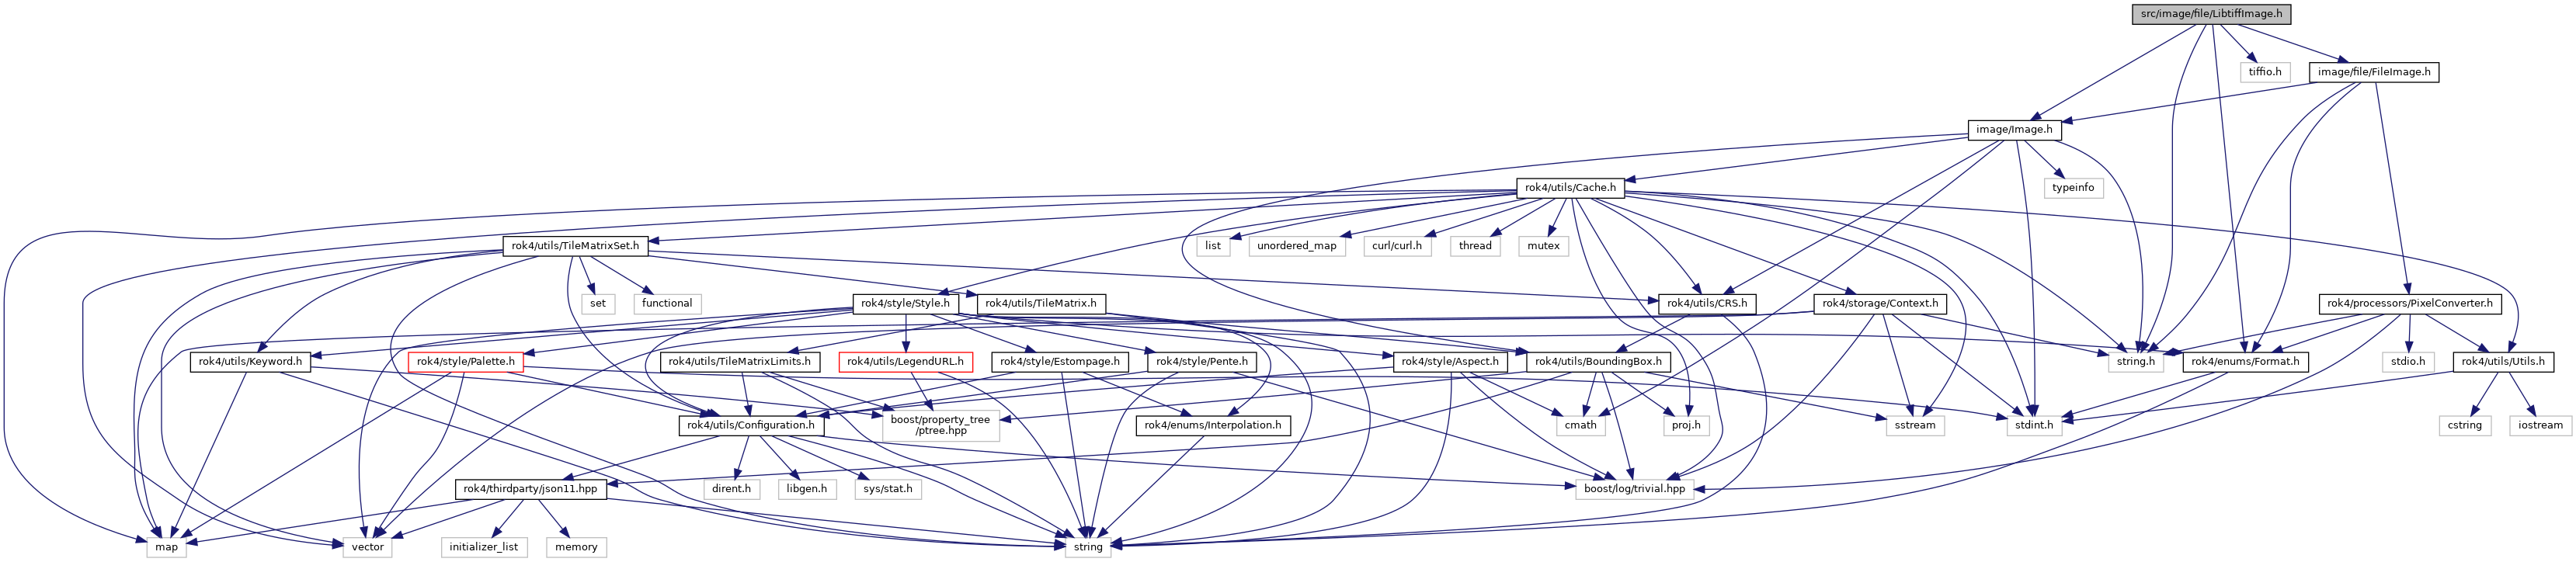 src/image/file/LibtiffImage.h
tiffio.h
image/file/FileImage.h
image/Image.h
rok4/utils/Cache.h
typeinfo
rok4/utils/TileMatrixSet.h
list
unordered_map
curl/curl.h
thread
mutex
set
functional
rok4/style/Style.h
rok4/utils/TileMatrix.h
rok4/utils/CRS.h
rok4/storage/Context.h
rok4/processors/PixelConverter.h
rok4/utils/Keyword.h
rok4/style/Palette.h
rok4/utils/TileMatrixLimits.h
rok4/utils/LegendURL.h
rok4/style/Estompage.h
rok4/style/Pente.h
rok4/style/Aspect.h
rok4/utils/BoundingBox.h
string.h
rok4/enums/Format.h
stdio.h
rok4/utils/Utils.h
rok4/utils/Configuration.h
boost/property_tree
/ptree.hpp
rok4/enums/Interpolation.h
cmath
proj.h
sstream
stdint.h
cstring
iostream
rok4/thirdparty/json11.hpp
dirent.h
libgen.h
sys/stat.h
boost/log/trivial.hpp
map
vector
initializer_list
memory
string